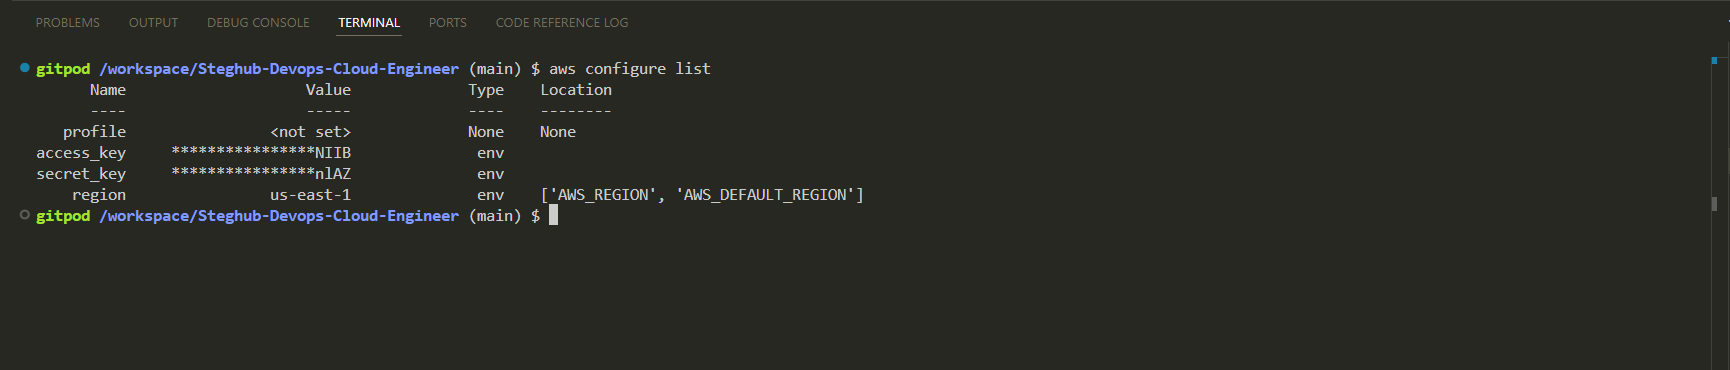 PROBLEMS OUTPUT DEBUG CONSOLE TERMINAL PORTS CODE REFERENCE LOG
gitpod /workspace/Steghub-Devops-Cloud-Engineer (main) $ aws configure list
      Name                    Value             Type    Location
      ----                    -----             ----    --------
   profile                <not set>             None    None
access_key     ****************NIIB              env
secret_key     ****************nlAZ              env
    region                us-east-1              env    ['AWS_REGION', 'AWS_DEFAULT_REGION']
gitpod /workspace/Steghub-Devops-Cloud-Engineer (main) $